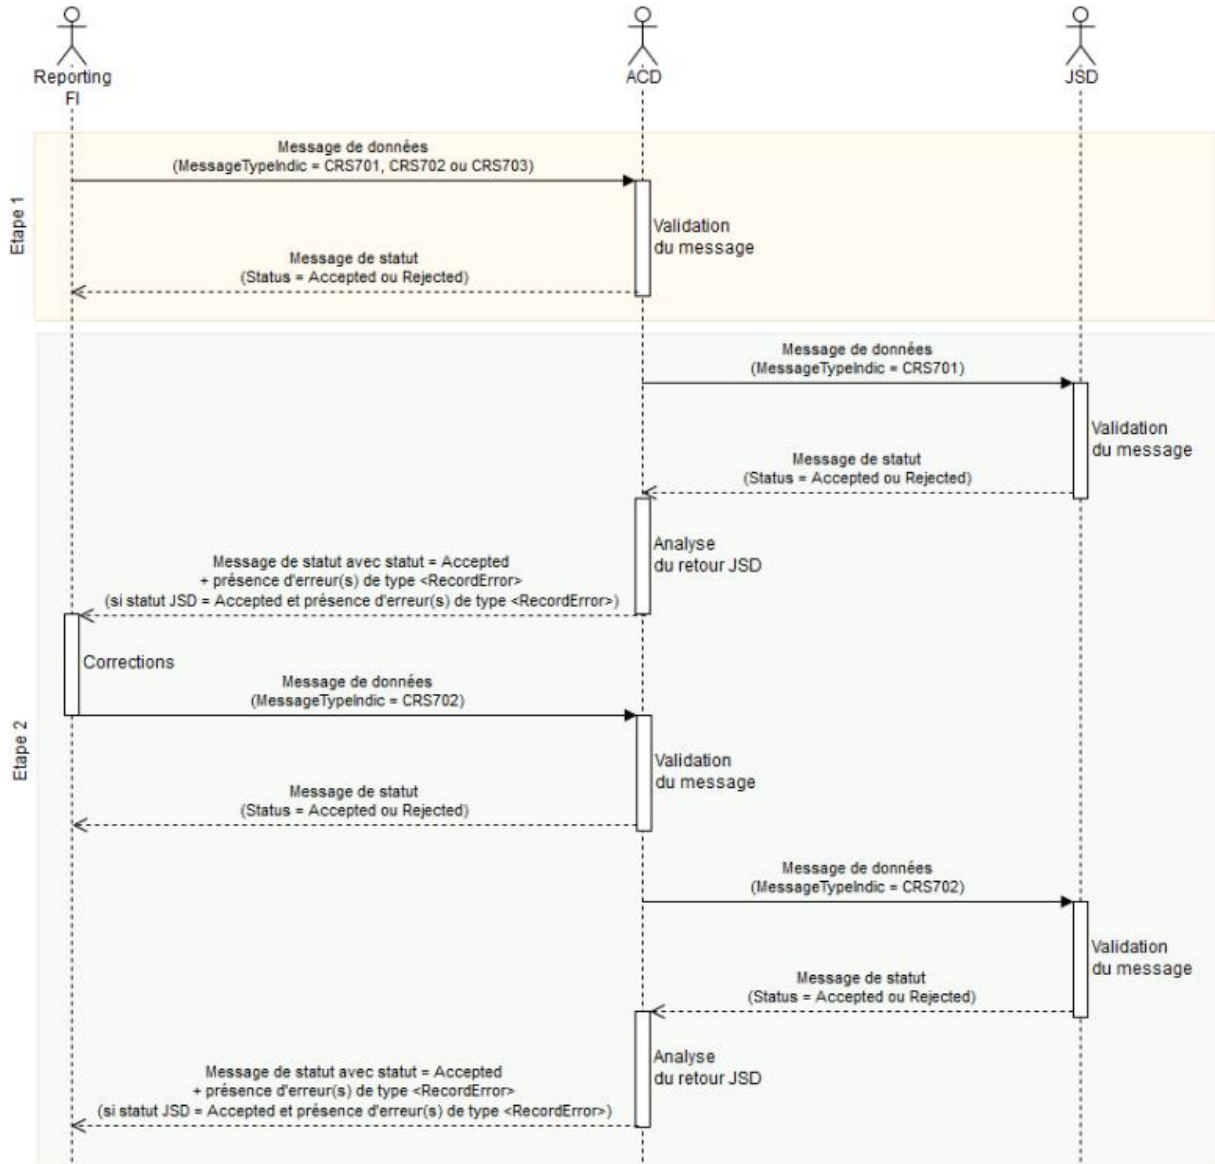 Reporting
FI
ACD
JSD
Etape 1
Message de données
(MessageTypeIndic = CRS701, CRS702 ou CRS703)
Validation
du message
Message de statut
(Status = Accepted ou Rejected)
Etape 2
Message de données
(MessageTypeIndic = CRS701)
Validation
du message
Message de statut
(Status = Accepted ou Rejected)
Analyse
du retour JSD
Message de statut avec statut = Accepted
+ présence d'erreur(s) de type <RecordError>
(si statut JSD = Accepted et présence d'erreur(s) de type <RecordError>)
Corrections
Message de données
(MessageTypeIndic = CRS702)
Validation
du message
Message de statut
(Status = Accepted ou Rejected)
Message de données
(MessageTypeIndic = CRS702)
Validation
du message
Message de statut
(Status = Accepted ou Rejected)
Analyse
du retour JSD
Message de statut avec statut = Accepted
+ présence d'erreur(s) de type <RecordError>
(si statut JSD = Accepted et présence d'erreur(s) de type <RecordError>)